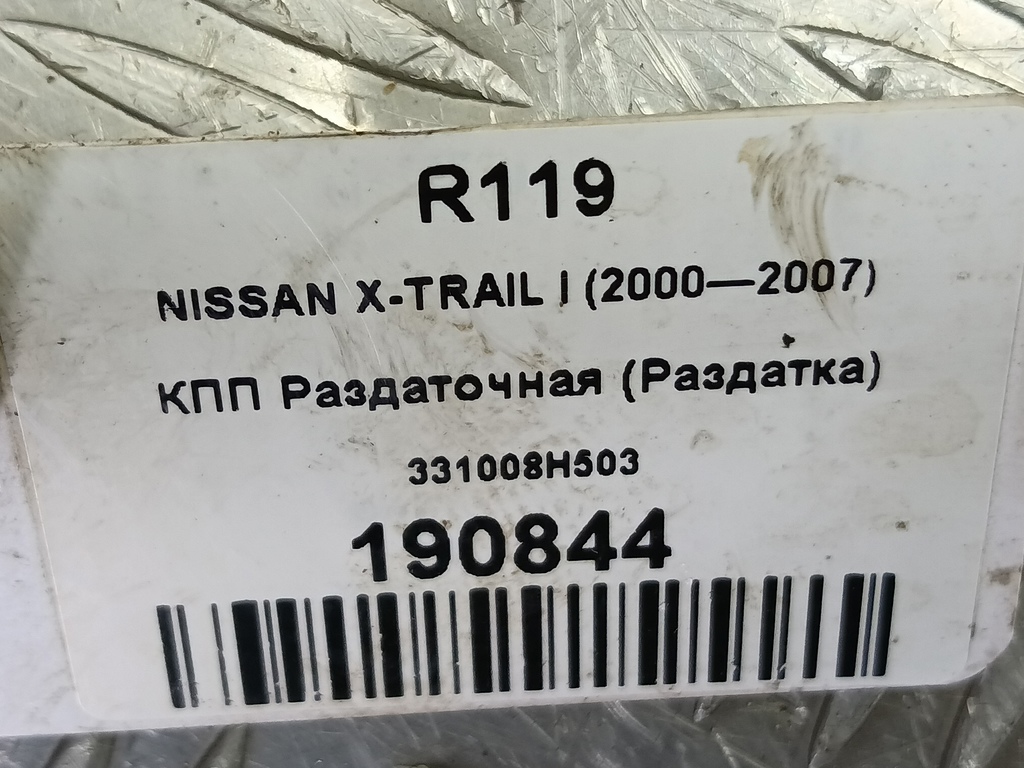 R119
NISSAN X-TRAIL I (2000—2007)
КПП Раздаточная (Раздатка)
331008H503
190844